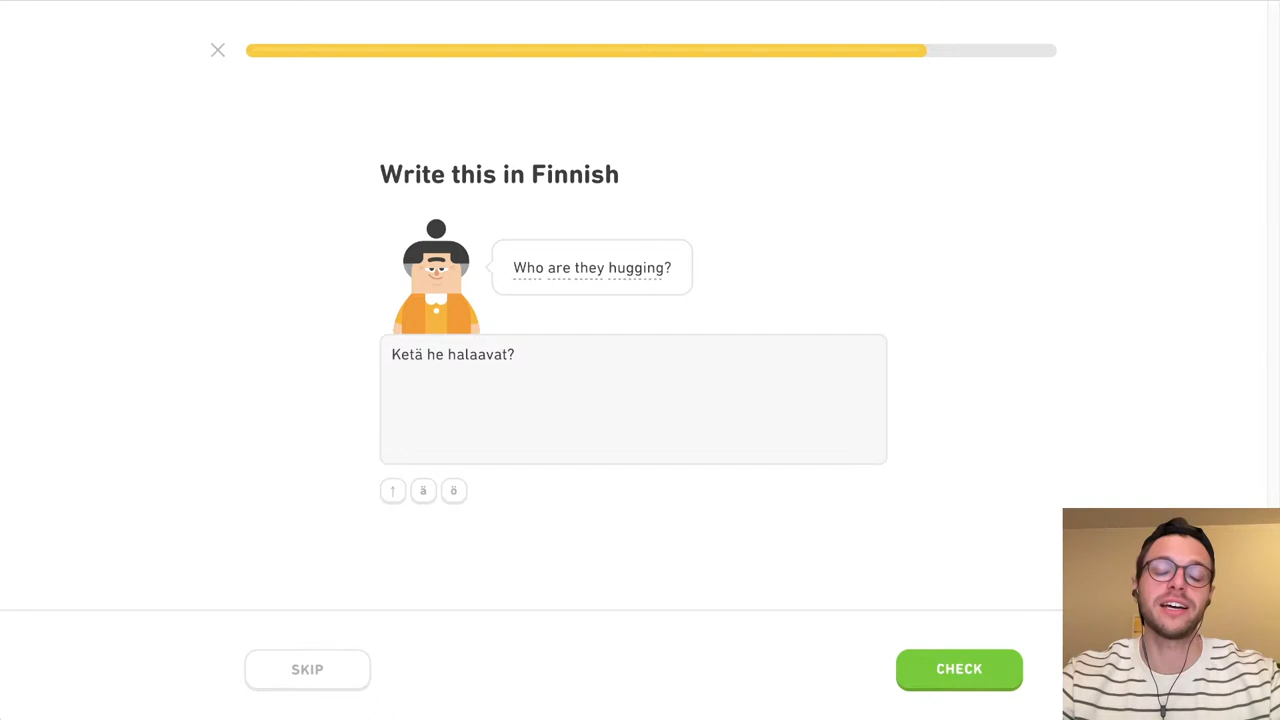 Write this in Finnish
Who are they hugging?
Ketä he halaavat?
↑ ä ö
SKIP
CHECK